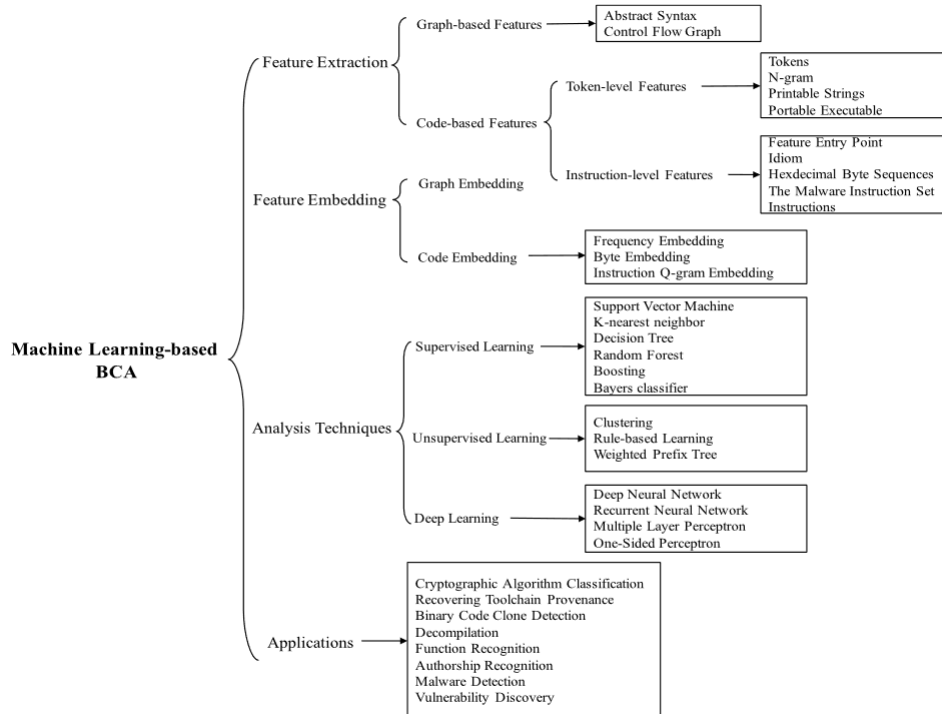 Machine Learning-based
BCA
Feature Extraction
Graph-based Features
Abstract Syntax
Control Flow Graph
Code-based Features
Token-level Features
Tokens
N-gram
Printable Strings
Portable Executable
Instruction-level Features
Feature Entry Point
Idiom
Hexdecimal Byte Sequences
The Malware Instruction Set
Instructions
Feature Embedding
Graph Embedding
Code Embedding
Frequency Embedding
Byte Embedding
Instruction Q-gram Embedding
Analysis Techniques
Supervised Learning
Support Vector Machine
K-nearest neighbor
Decision Tree
Random Forest
Boosting
Bayers classifier
Unsupervised Learning
Clustering
Rule-based Learning
Weighted Prefix Tree
Deep Learning
Deep Neural Network
Recurrent Neural Network
Multiple Layer Perceptron
One-Sided Perceptron
Applications
Cryptographic Algorithm Classification
Recovering Toolchain Provenance
Binary Code Clone Detection
Decompilation
Function Recognition
Authorship Recognition
Malware Detection
Vulnerability Discovery